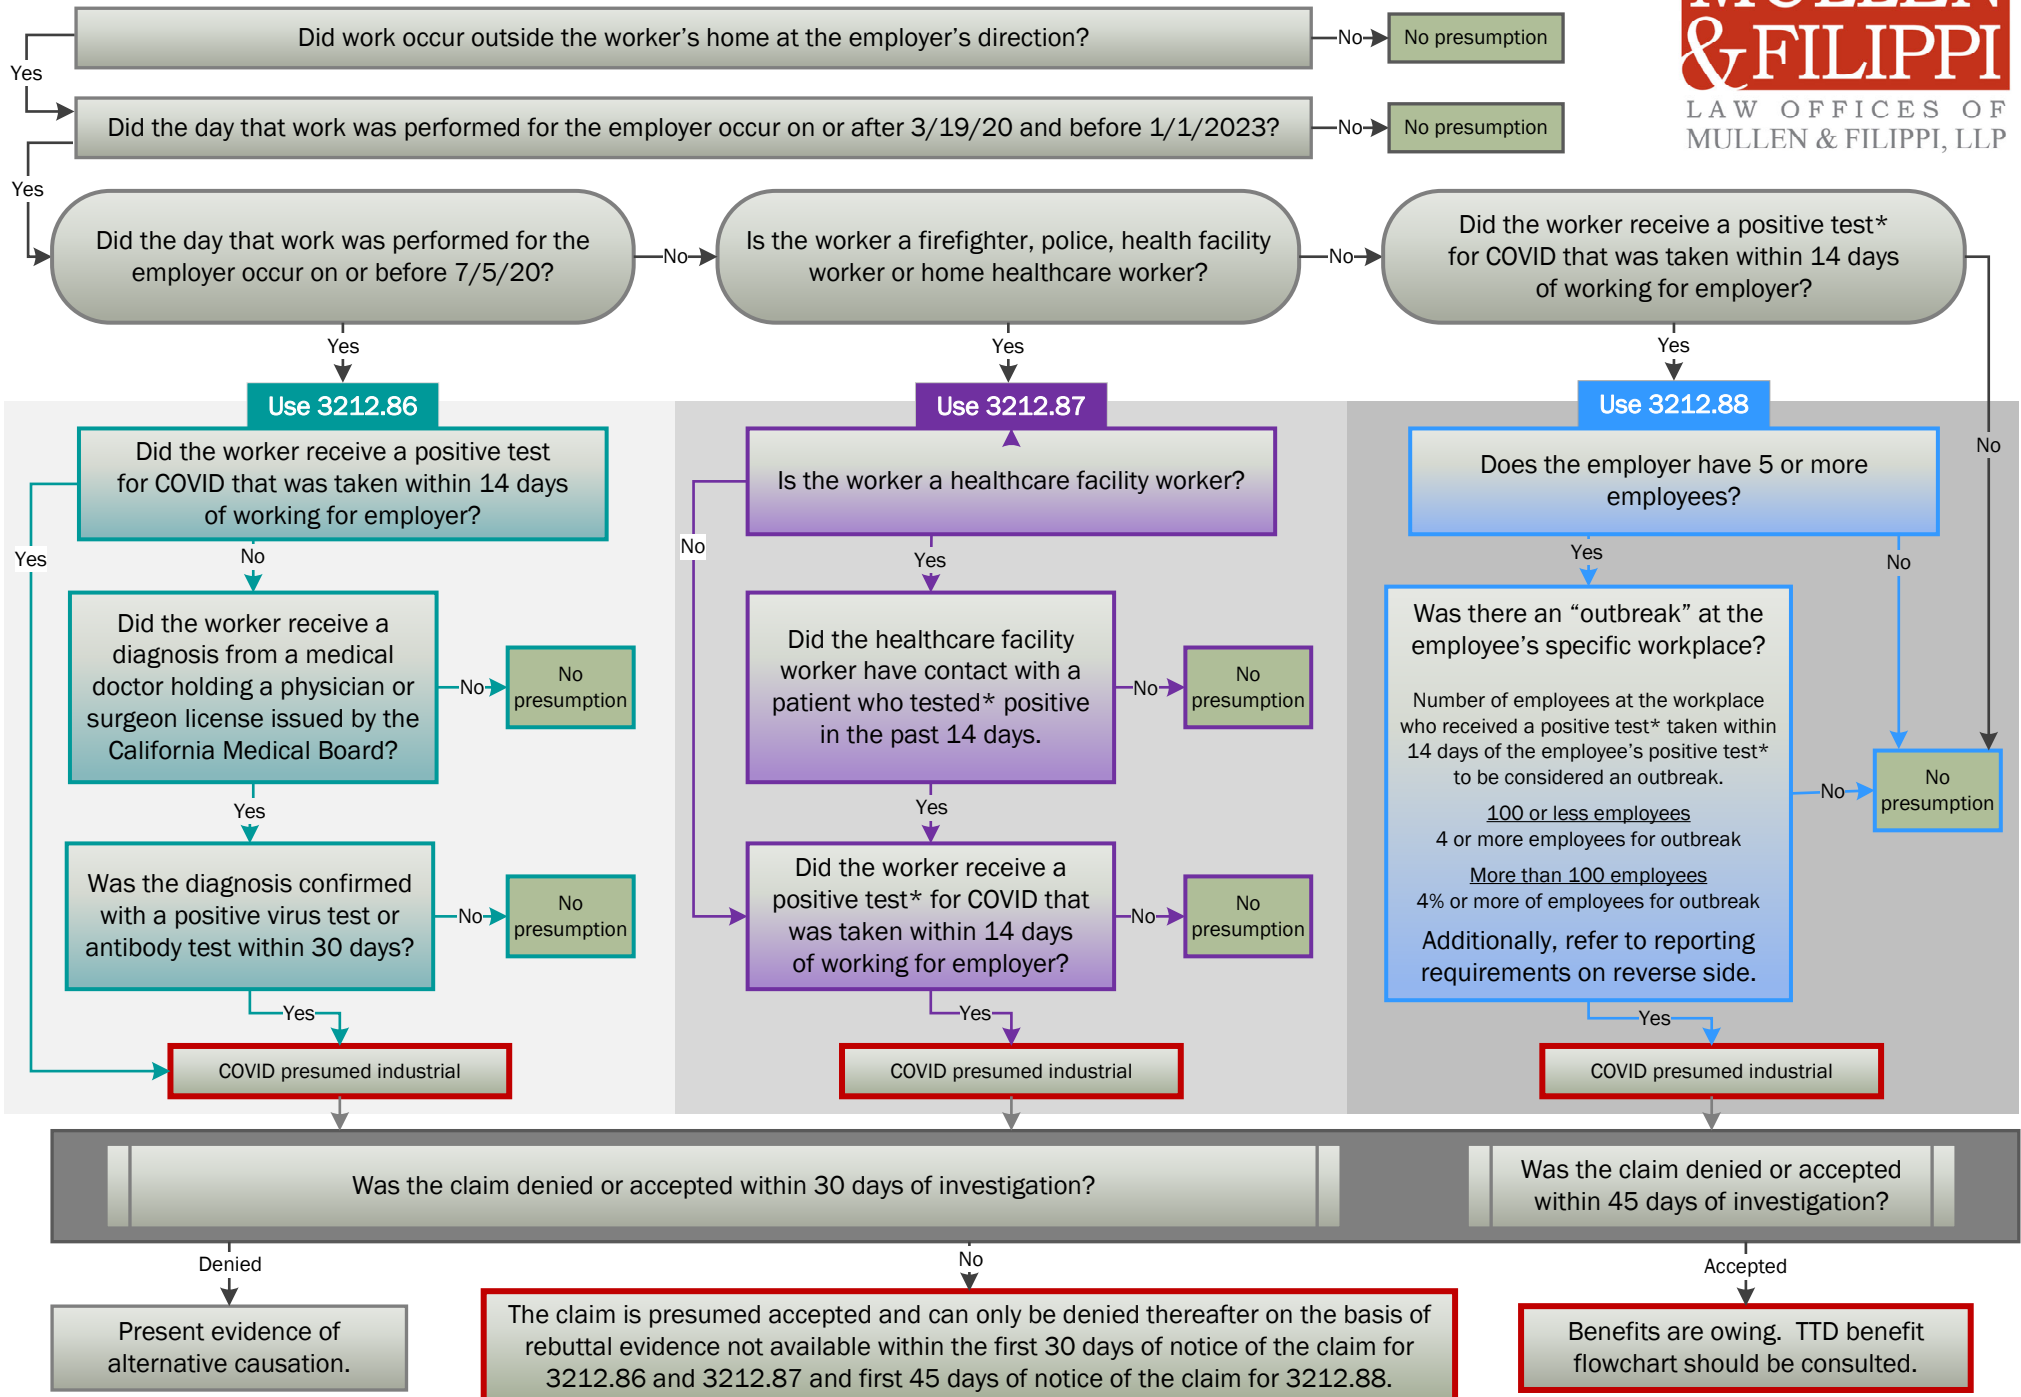 MULLEN
& FILIPPI
LAW OFFICES OF
MULLEN & FILIPPI, LLP
Did work occur outside the worker's home at the employer's direction?
No
No presumption
Yes
Did the day that work was performed for the employer occur on or after 3/19/20 and before 1/1/2023?
No
No presumption
Yes
Did the day that work was performed for the
employer occur on or before 7/5/20?
No
Is the worker a firefighter, police, health facility
worker or home healthcare worker?
No
Did the worker receive a positive test*
for COVID that was taken within 14 days
of working for employer?
Yes
Yes
Yes
No
Use 3212.86
Did the worker receive a positive test
for COVID that was taken within 14 days
of working for employer?
Yes
No
Did the worker receive a
diagnosis from a medical
doctor holding a physician or
surgeon license issued by the
California Medical Board?
No
No
presumption
Yes
Was the diagnosis confirmed
with a positive virus test or
antibody test within 30 days?
No
No
presumption
Yes
COVID presumed industrial
Use 3212.87
Is the worker a healthcare facility worker?
No
Yes
Did the healthcare facility
worker have contact with a
patient who tested* positive
in the past 14 days.
No
No
presumption
Yes
Did the worker receive a
positive test* for COVID that
was taken within 14 days
of working for employer?
No
No
presumption
Yes
COVID presumed industrial
Use 3212.88
Does the employer have 5 or more
employees?
Yes
No
Was there an “outbreak” at the
employee's specific workplace?
Number of employees at the workplace
who received a positive test* taken within
14 days of the employee's positive test*
to be considered an outbreak.
100 or less employees
4 or more employees for outbreak
More than 100 employees
4% or more of employees for outbreak
Additionally, refer to reporting
requirements on reverse side.
No
No
presumption
Yes
COVID presumed industrial
Was the claim denied or accepted within 30 days of investigation?
Was the claim denied or accepted
within 45 days of investigation?
Denied
No
Accepted
Present evidence of
alternative causation.
The claim is presumed accepted and can only be denied thereafter on the basis of
rebuttal evidence not available within the first 30 days of notice of the claim for
3212.86 and 3212.87 and first 45 days of notice of the claim for 3212.88.
Benefits are owing.  TTD benefit
flowchart should be consulted.